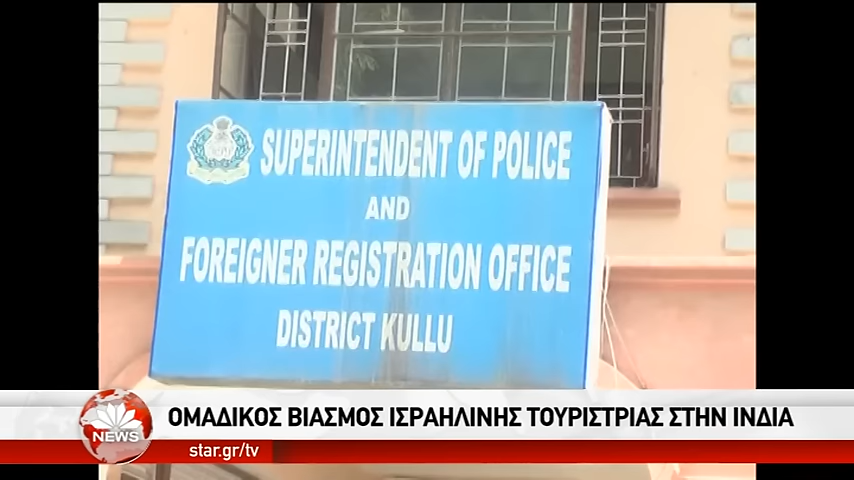 SUPERINTENDENT OF POLICE
AND
FOREIGNER REGISTRATION OFFICE
DISTRICT KULLU
ΟΜΑΔΙΚΟΣ ΒΙΑΣΜΟΣ ΙΣΡΑΗΛΙΝΗΣ ΤΟΥΡΙΣΤΡΙΑΣ ΣΤΗΝ ΙΝΔΙΑ
NEWS
star.gr/tv